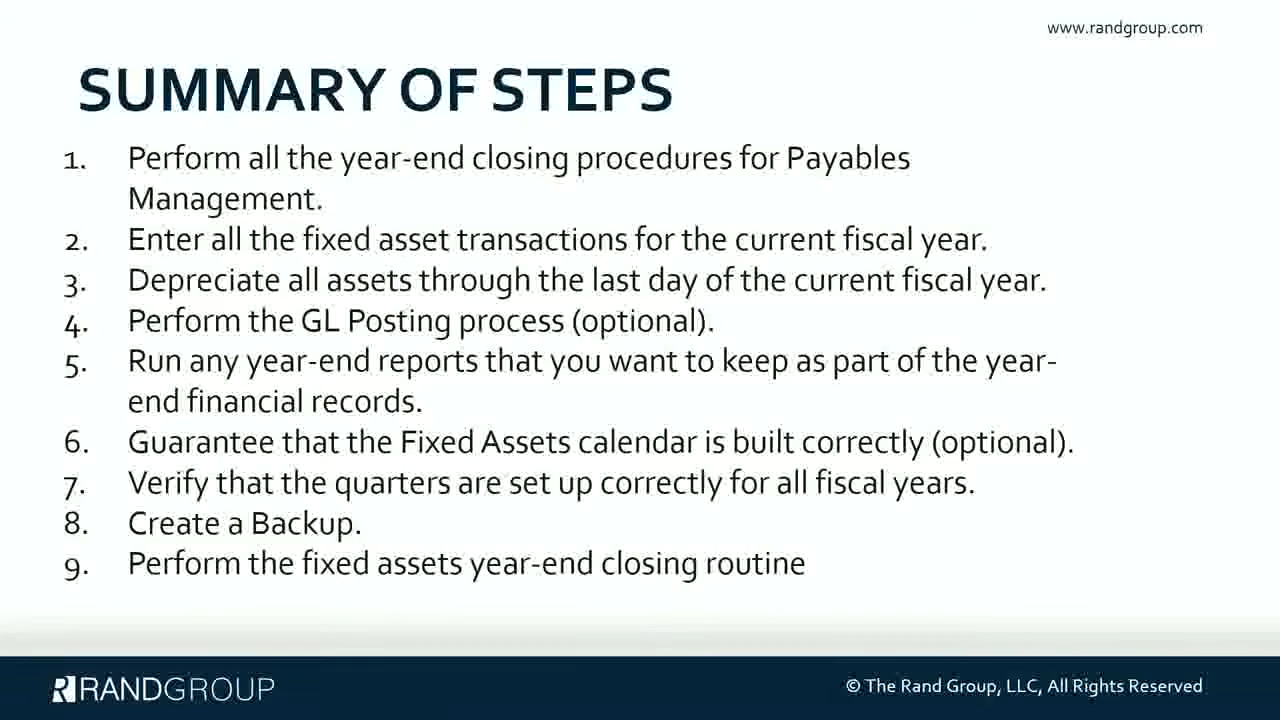 www.randgroup.com
SUMMARY OF STEPS
1. Perform all the year-end closing procedures for Payables
Management.
2. Enter all the fixed asset transactions for the current fiscal year.
3. Depreciate all assets through the last day of the current fiscal year.
4. Perform the GL Posting process (optional).
5. Run any year-end reports that you want to keep as part of the year-
end financial records.
6. Guarantee that the Fixed Assets calendar is built correctly (optional).
7. Verify that the quarters are set up correctly for all fiscal years.
8. Create a Backup.
9. Perform the fixed assets year-end closing routine
RANDGROUP
© The Rand Group, LLC, All Rights Reserved